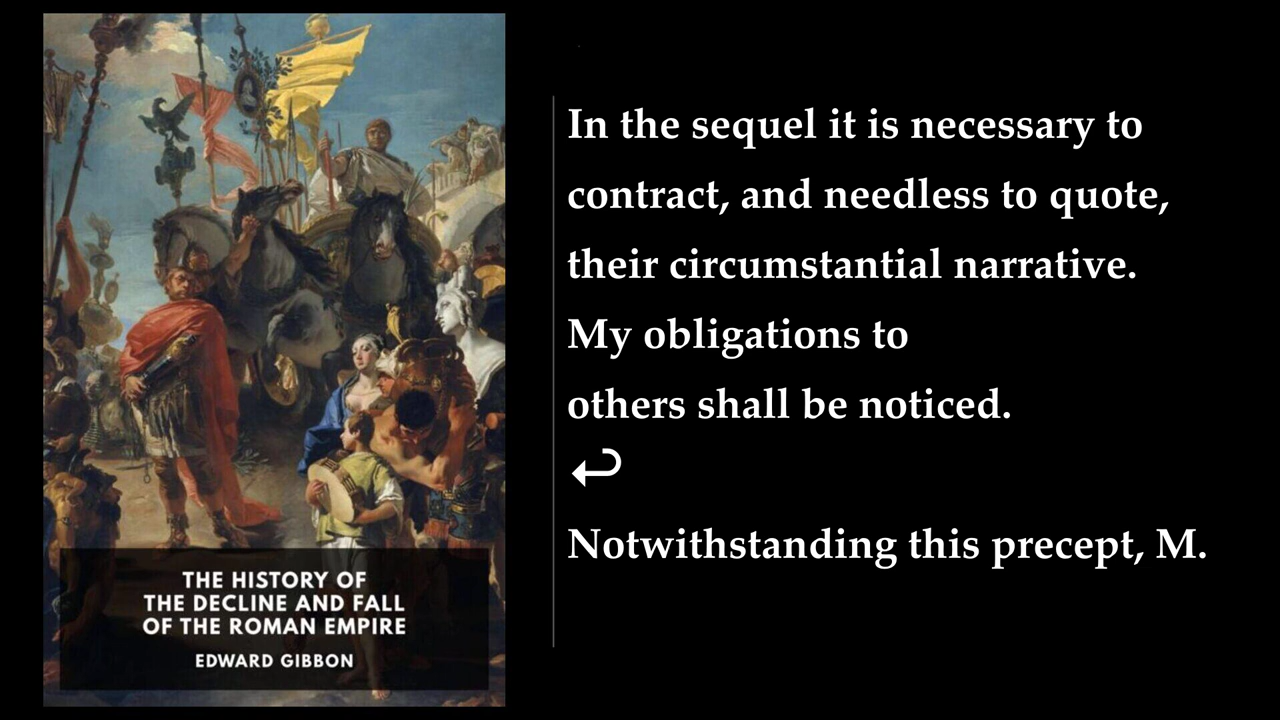 THE HISTORY OF
THE DECLINE AND FALL
OF THE ROMAN EMPIRE
EDWARD GIBBON
In the sequel it is necessary to
contract, and needless to quote,
their circumstantial narrative.
My obligations to
others shall be noticed.
↩
Notwithstanding this precept, M.